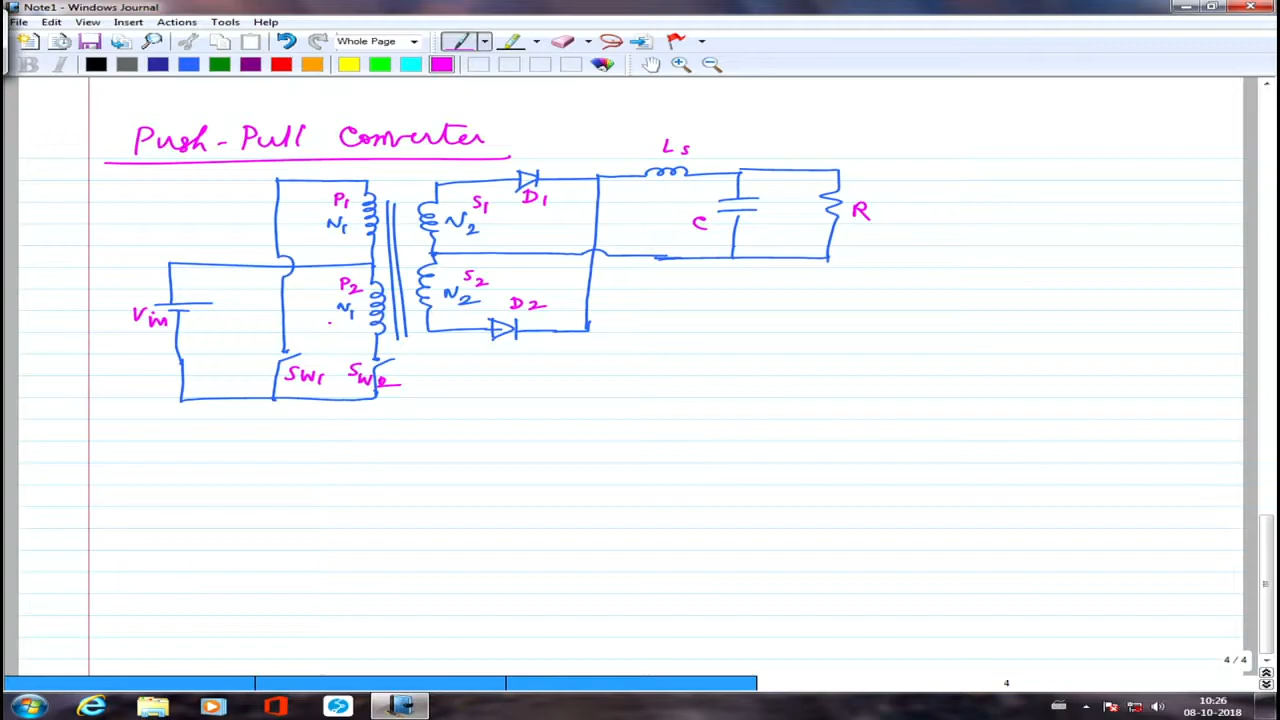 Note1 - Windows Journal
File Edit View Insert Actions Tools Help
Whole Page
B I
Push-Pull Converter
Ls
P1
N1
S1
N2
D1
C
R
P2
N1
S2
N2
D2
Vin
SW1
SW2
4 / 4
4
10:26
08-10-2018